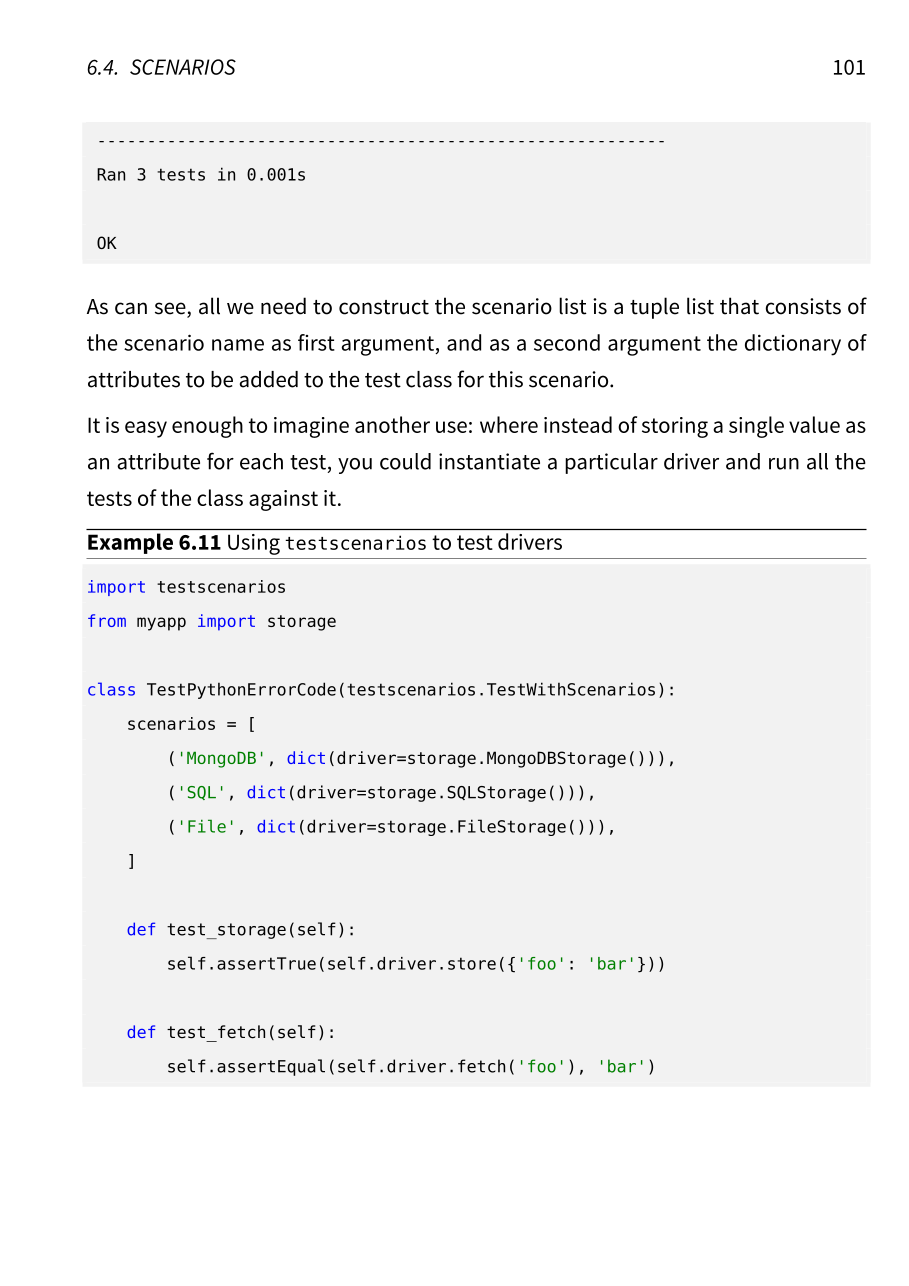 6.4. SCENARIOS 101
---------------------------------------------------------
Ran 3 tests in 0.001s
OK
As can see, all we need to construct the scenario list is a tuple list that consists of
the scenario name as first argument, and as a second argument the dictionary of
attributes to be added to the test class for this scenario.
It is easy enough to imagine another use: where instead of storing a single value as
an attribute for each test, you could instantiate a particular driver and run all the
tests of the class against it.
Example 6.11 Using testscenarios to test drivers
import testscenarios
from myapp import storage
class TestPythonErrorCode(testscenarios.TestWithScenarios):
    scenarios = [
        ('MongoDB', dict(driver=storage.MongoDBStorage())),
        ('SQL', dict(driver=storage.SQLStorage())),
        ('File', dict(driver=storage.FileStorage())),
    ]
    def test_storage(self):
        self.assertTrue(self.driver.store({'foo': 'bar'}))
    def test_fetch(self):
        self.assertEqual(self.driver.fetch('foo'), 'bar')